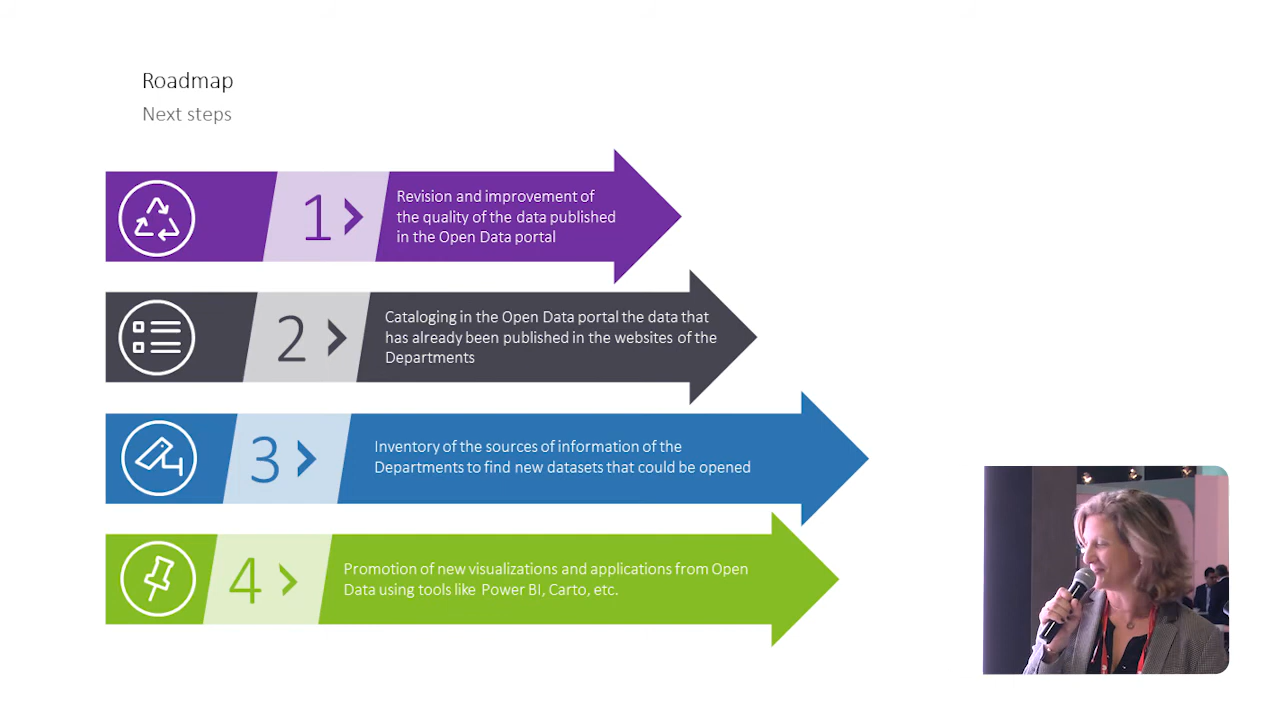 Roadmap
Next steps
1
Revision and improvement of
the quality of the data published
in the Open Data portal
2
Cataloging in the Open Data portal the data that
has already been published in the websites of the
Departments
3
Inventory of the sources of information of the
Departments to find new datasets that could be opened
4
Promotion of new visualizations and applications from Open
Data using tools like Power BI, Carto, etc.